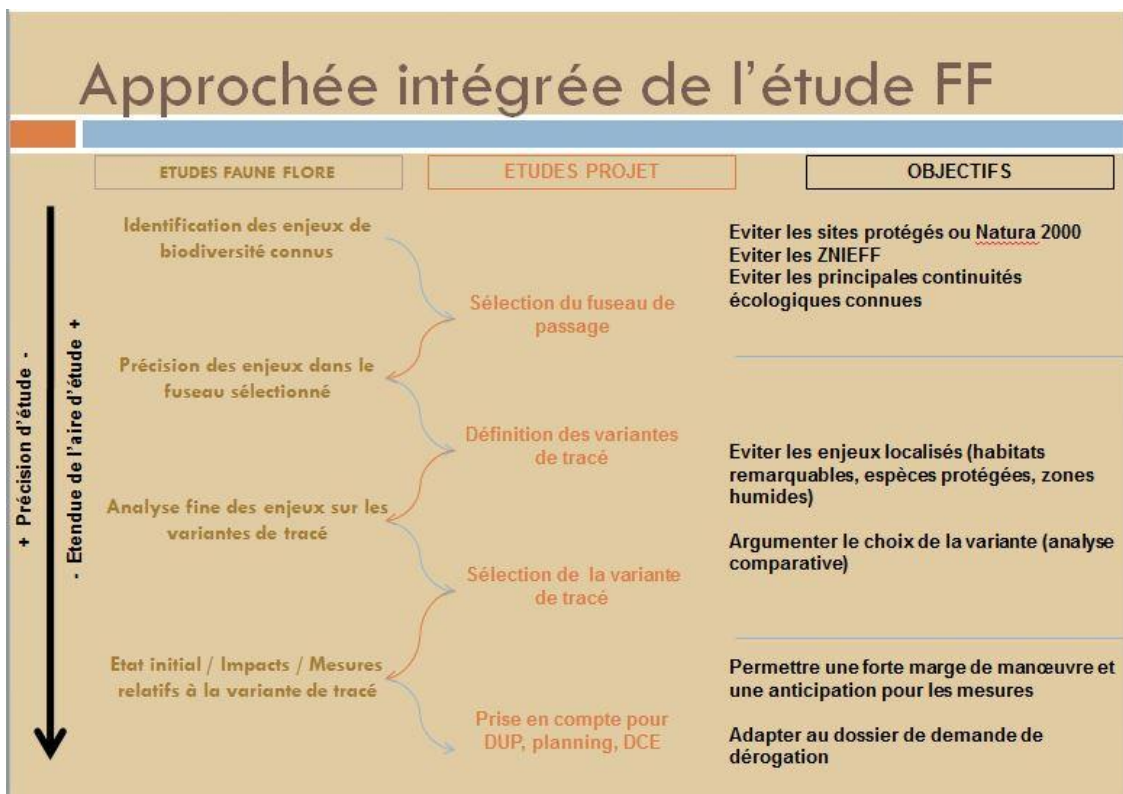 Approchée intégrée de l'étude FF
ETUDES FAUNE FLORE
ETUDES PROJET
OBJECTIFS
+ Précision d'étude -
- Etendue de l'aire d'étude +
Identification des enjeux de
biodiversité connus
Sélection du fuseau de
passage
Précision des enjeux dans le
fuseau sélectionné
Définition des variantes
de tracé
Analyse fine des enjeux sur les
variantes de tracé
Sélection de la variante
de tracé
Etat initial / Impacts / Mesures
relatifs à la variante de tracé
Prise en compte pour
DUP, planning, DCE
Eviter les sites protégés ou Natura 2000
Eviter les ZNIEFF
Eviter les principales continuités
écologiques connues
Eviter les enjeux localisés (habitats
remarquables, espèces protégées, zones
humides)
Argumenter le choix de la variante (analyse
comparative)
Permettre une forte marge de manœuvre et
une anticipation pour les mesures
Adapter au dossier de demande de
dérogation